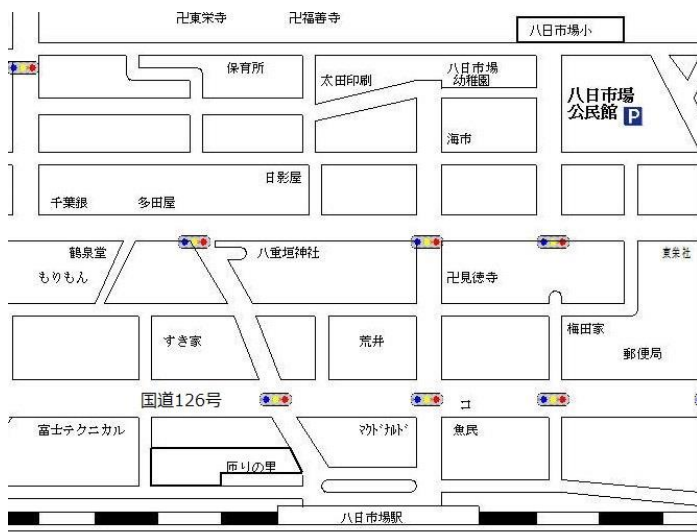 卍東栄寺
卍福善寺
八日市場小
保育所
太田印刷
八日市場
幼稚園
八日市場
公民館 P
海市
日影屋
千葉銀
多田屋
鶴泉堂
もりもん
八重垣神社
卍見徳寺
東栄社
すき家
荒井
梅田家
郵便局
国道126号
富士テクニカル
匝りの里
ﾏｸﾄﾞﾅﾙﾄﾞ
魚民
八日市場駅